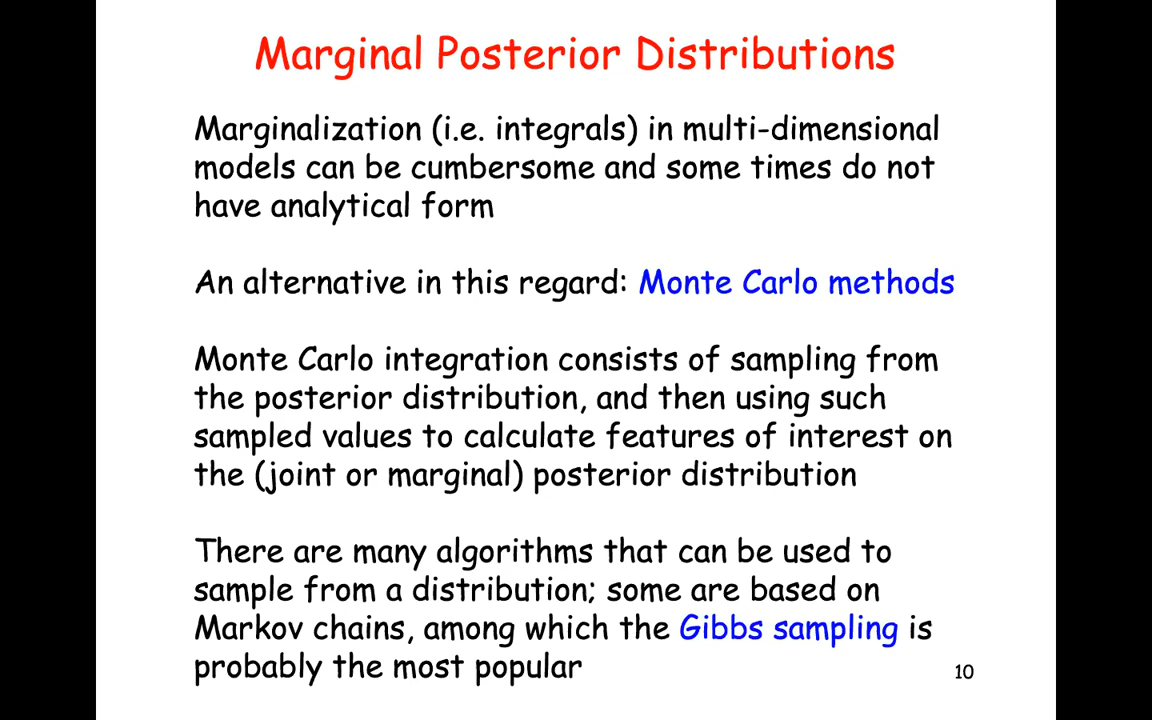 Marginal Posterior Distributions
Marginalization (i.e. integrals) in multi-dimensional
models can be cumbersome and some times do not
have analytical form
An alternative in this regard: Monte Carlo methods
Monte Carlo integration consists of sampling from
the posterior distribution, and then using such
sampled values to calculate features of interest on
the (joint or marginal) posterior distribution
There are many algorithms that can be used to
sample from a distribution; some are based on
Markov chains, among which the Gibbs sampling is
probably the most popular
10